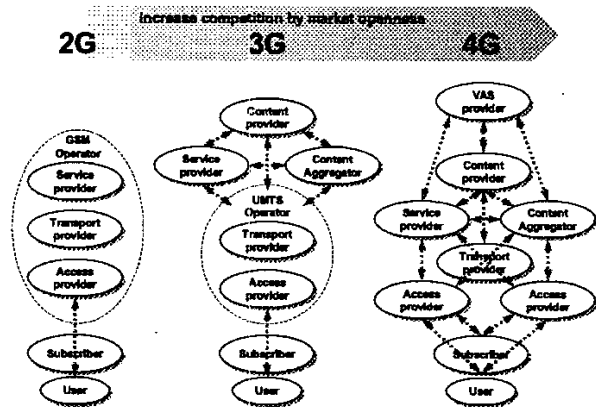 Increase competition by market openness
2G
3G
4G
GSM
Operator
Service
provider
Transport
provider
Access
provider
Subscriber
User
Content
provider
Service
provider
Content
Aggregator
UMTS
Operator
Transport
provider
Access
provider
Subscriber
User
VAS
provider
Content
provider
Service
provider
Content
Aggregator
Transport
provider
Access
provider
Access
provider
Subscriber
User